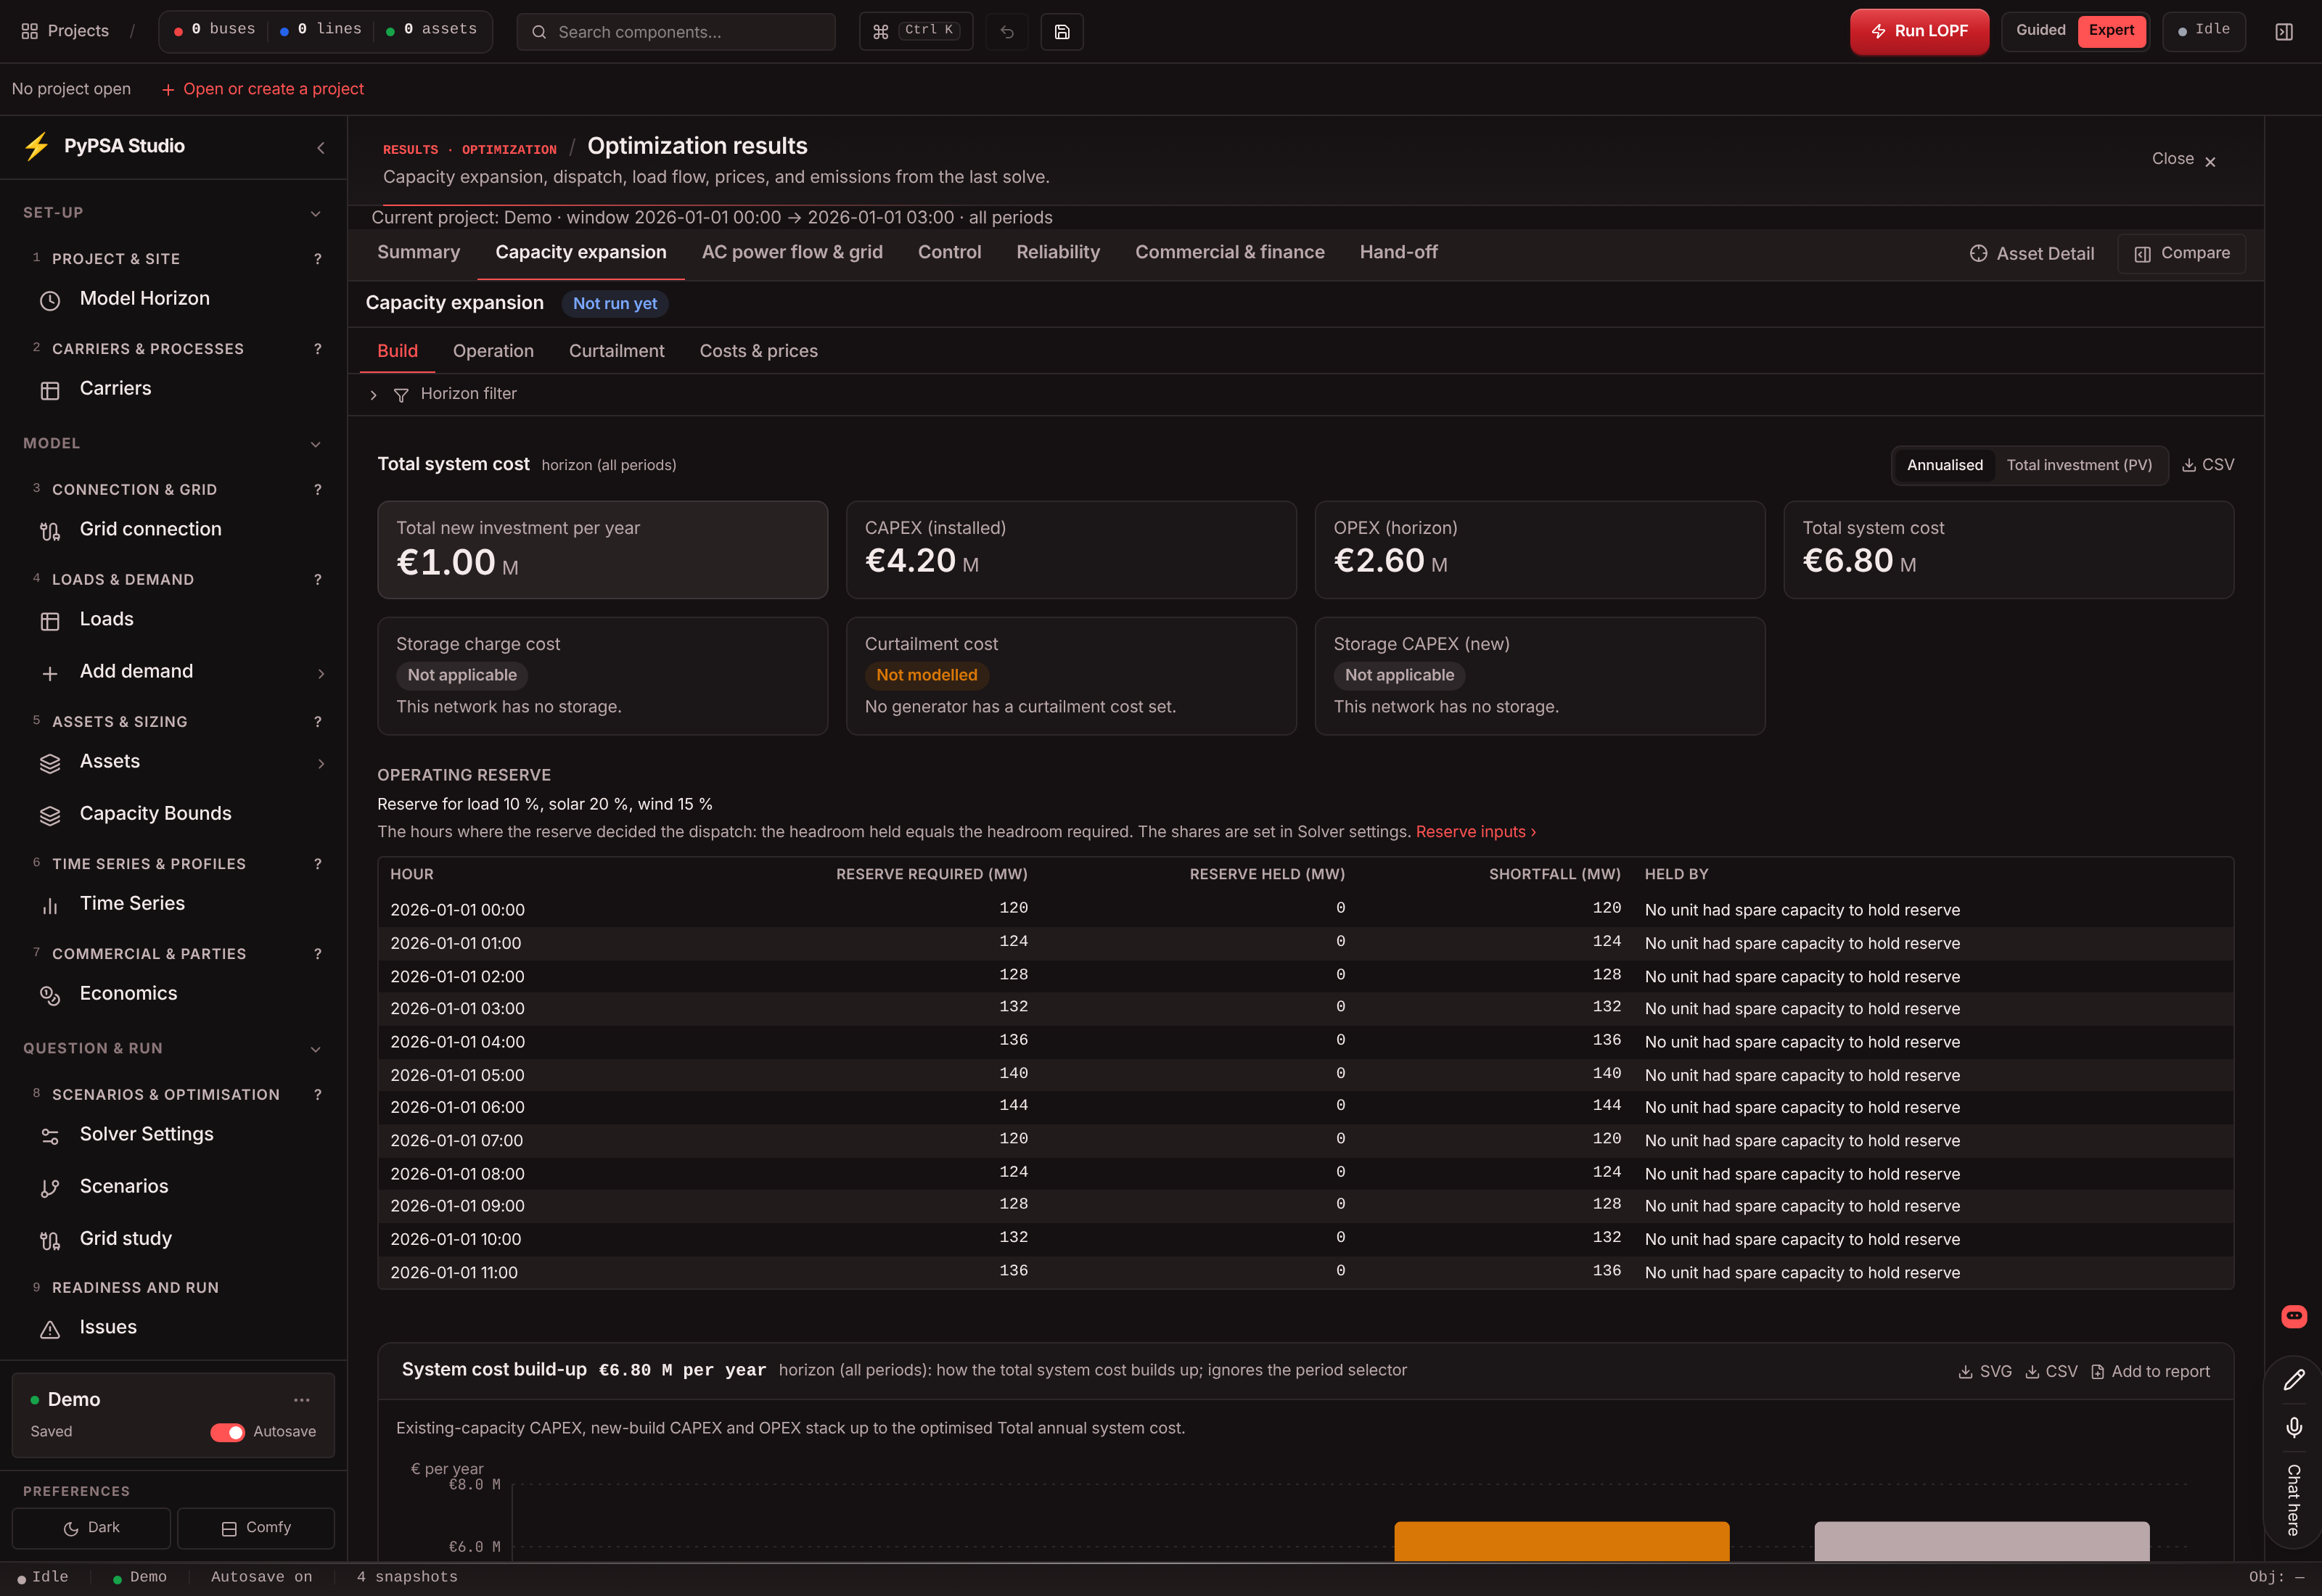 Projects / 0 buses 0 lines 0 assets Search components... Ctrl K Run LOPF Guided Expert Idle
No project open + Open or create a project
PyPSA Studio
SET-UP
1 PROJECT & SITE ?
Model Horizon
2 CARRIERS & PROCESSES ?
Carriers
MODEL
3 CONNECTION & GRID ?
Grid connection
4 LOADS & DEMAND ?
Loads
Add demand
5 ASSETS & SIZING ?
Assets
Capacity Bounds
6 TIME SERIES & PROFILES ?
Time Series
7 COMMERCIAL & PARTIES ?
Economics
QUESTION & RUN
8 SCENARIOS & OPTIMISATION ?
Solver Settings
Scenarios
Grid study
9 READINESS AND RUN
Issues
Demo ...
Saved Autosave
PREFERENCES
Dark Comfy
RESULTS · OPTIMIZATION / Optimization results
Capacity expansion, dispatch, load flow, prices, and emissions from the last solve.
Close ×
Current project: Demo · window 2026-01-01 00:00 → 2026-01-01 03:00 · all periods
Summary Capacity expansion AC power flow & grid Control Reliability Commercial & finance Hand-off Asset Detail Compare
Capacity expansion Not run yet
Build Operation Curtailment Costs & prices
Horizon filter
Total system cost horizon (all periods) Annualised Total investment (PV) CSV
Total new investment per year
€1.00 M
CAPEX (installed)
€4.20 M
OPEX (horizon)
€2.60 M
Total system cost
€6.80 M
Storage charge cost
Not applicable
This network has no storage.
Curtailment cost
Not modelled
No generator has a curtailment cost set.
Storage CAPEX (new)
Not applicable
This network has no storage.
OPERATING RESERVE
Reserve for load 10 %, solar 20 %, wind 15 %
The hours where the reserve decided the dispatch: the headroom held equals the headroom required. The shares are set in Solver settings. Reserve inputs ›
HOUR RESERVE REQUIRED (MW) RESERVE HELD (MW) SHORTFALL (MW) HELD BY
2026-01-01 00:00 120 0 120 No unit had spare capacity to hold reserve
2026-01-01 01:00 124 0 124 No unit had spare capacity to hold reserve
2026-01-01 02:00 128 0 128 No unit had spare capacity to hold reserve
2026-01-01 03:00 132 0 132 No unit had spare capacity to hold reserve
2026-01-01 04:00 136 0 136 No unit had spare capacity to hold reserve
2026-01-01 05:00 140 0 140 No unit had spare capacity to hold reserve
2026-01-01 06:00 144 0 144 No unit had spare capacity to hold reserve
2026-01-01 07:00 120 0 120 No unit had spare capacity to hold reserve
2026-01-01 08:00 124 0 124 No unit had spare capacity to hold reserve
2026-01-01 09:00 128 0 128 No unit had spare capacity to hold reserve
2026-01-01 10:00 132 0 132 No unit had spare capacity to hold reserve
2026-01-01 11:00 136 0 136 No unit had spare capacity to hold reserve
System cost build-up €6.80 M per year horizon (all periods): how the total system cost builds up; ignores the period selector SVG CSV Add to report
Existing-capacity CAPEX, new-build CAPEX and OPEX stack up to the optimised Total annual system cost.
€ per year
€8.0 M
€6.0 M
Chat here
Idle Demo Autosave on 4 snapshots Obj: —